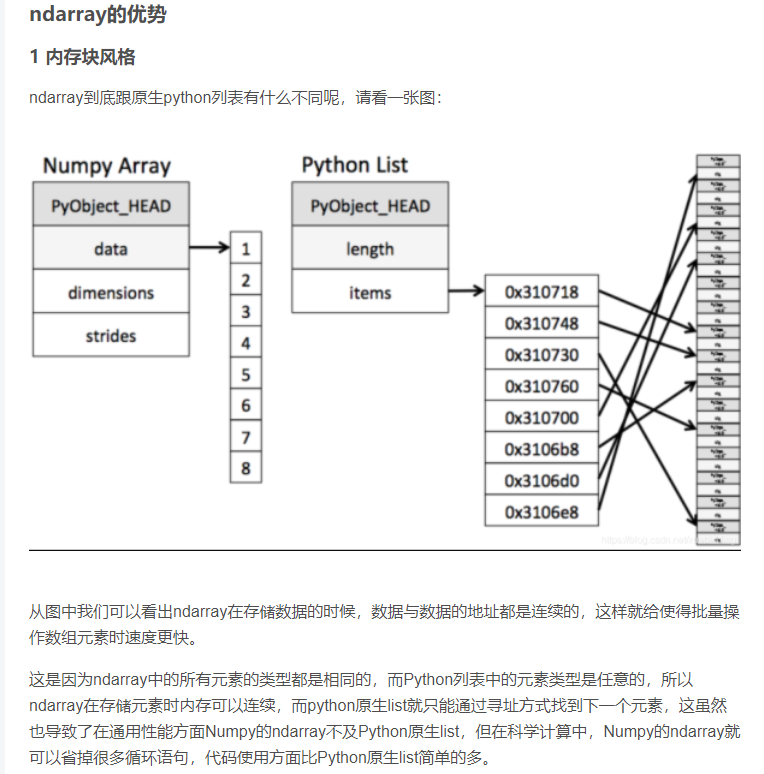 ndarray的优势
1 内存块风格
ndarray到底跟原生python列表有什么不同呢，请看一张图：
Numpy Array
PyObject_HEAD
data
dimensions
strides
1
2
3
4
5
6
7
8
Python List
PyObject_HEAD
length
items
0x310718
0x310748
0x310730
0x310760
0x310700
0x3106b8
0x3106d0
0x3106e8
从图中我们可以看出ndarray在存储数据的时候，数据与数据的地址都是连续的，这样就给使得批量操
作数组元素时速度更快。
这是因为ndarray中的所有元素的类型都是相同的，而Python列表中的元素类型是任意的，所以
ndarray在存储元素时内存可以连续，而python原生list就只能通过寻址方式找到下一个元素，这虽然
也导致了在通用性能方面Numpy的ndarray不及Python原生list，但在科学计算中，Numpy的ndarray就
可以省掉很多循环语句，代码使用方面比Python原生list简单的多。